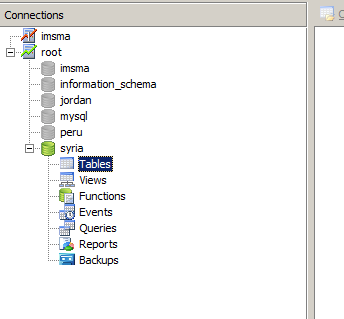 Connections
imsma
root
imsma
information_schema
jordan
mysql
peru
syria
Tables
Views
Functions
Events
Queries
Reports
Backups